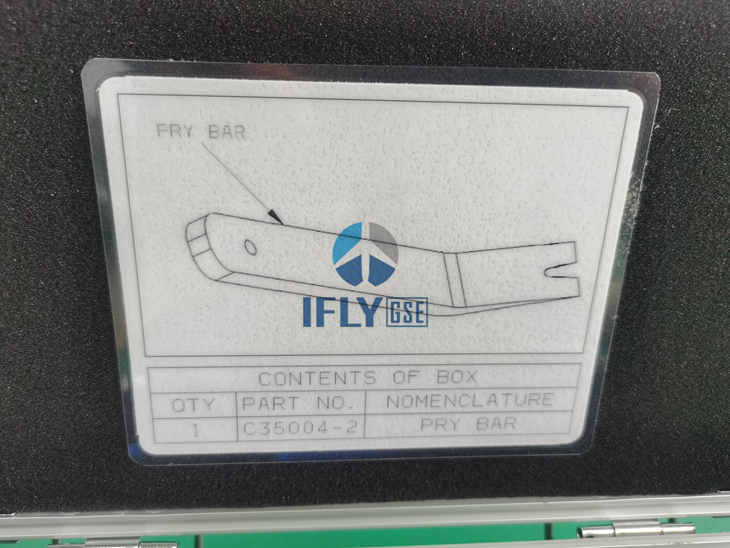 PRY BAR
IFLY GSE
CONTENTS OF BOX
QTY PART NO. NOMENCLATURE
1 C35004-2 PRY BAR